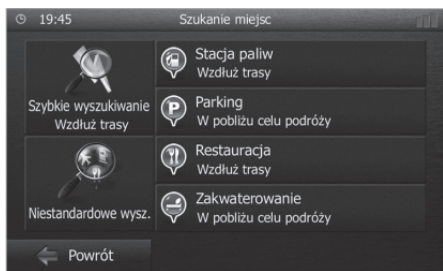 19:45
Szukanie miejsc
Szybkie wyszukiwanie
Wzdłuż trasy
Niestandardowe wysz.
Stacja paliw
Wzdłuż trasy
P
Parking
W pobliżu celu podróży
Restauracja
Wzdłuż trasy
Zakwaterowanie
W pobliżu celu podróży
Powrót